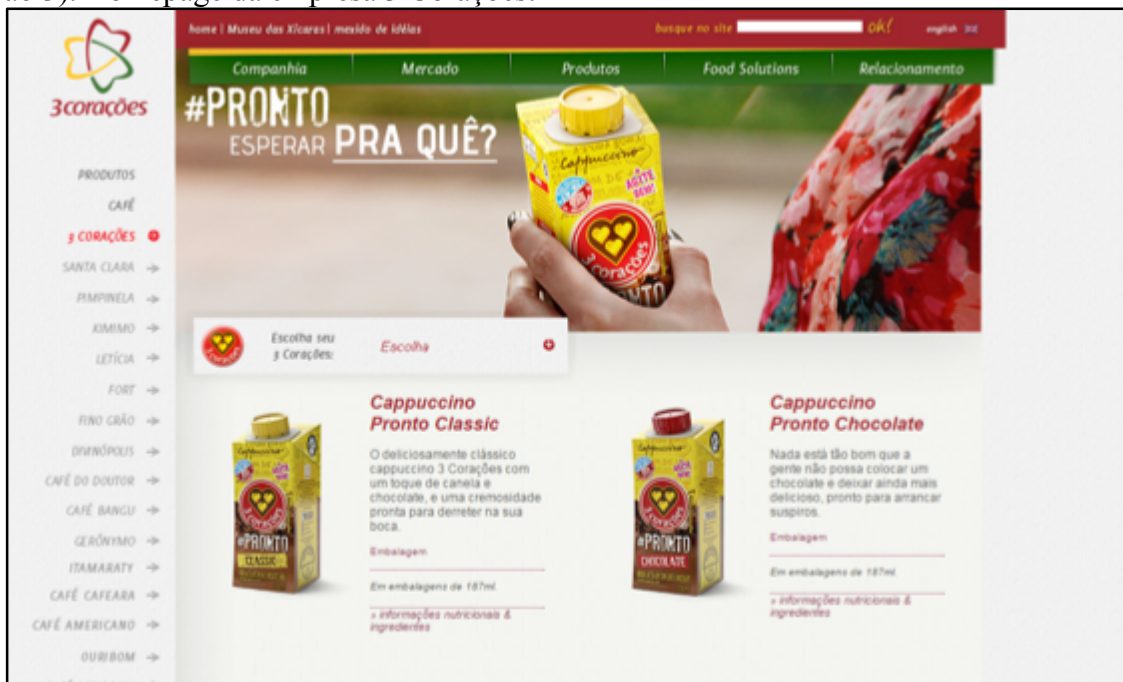 home | Museu das Xícaras | mexido de idéias
busque no site
ok!
english
Companhia
Mercado
Produtos
Food Solutions
Relacionamento
3corações
#PRONTO
ESPERAR PRA QUÊ?
Cappuccino
AGITE
BEM!
3 corações
PRONTO
PRODUTOS
CAFÉ
3 CORAÇÕES
SANTA CLARA
PIMPINELA
KIMIMO
LETÍCIA
FORT
FINO GRÃO
DIVINÓPOLIS
CAFÉ DO DOUTOR
CAFÉ BANGU
GERÔNYMO
ITAMARATY
CAFÉ CAFEARA
CAFÉ AMERICANO
OURIBOM
Escolha seu
3 Corações:
Escolha
Cappuccino
Pronto Classic
O deliciosamente clássico
cappuccino 3 Corações com
um toque de canela e
chocolate, e uma cremosidade
pronta para derreter na sua
boca.
Embalagem
Em embalagens de 187ml.
» informações nutricionais &
ingredientes
#PRONTO
CLASSIC
Cappuccino
Pronto Chocolate
Nada está tão bom que a
gente não possa colocar um
chocolate e deixar ainda mais
delicioso, pronto para arrancar
suspiros.
Embalagem
Em embalagens de 187ml.
» informações nutricionais &
ingredientes
#PRONTO
CHOCOLATE